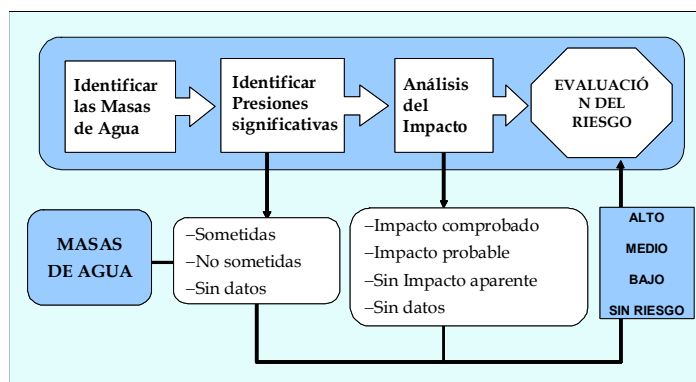 Identificar
las Masas
de Agua
Identificar
Presiones
significativas
Análisis
del
Impacto
EVALUACIÓ
N DEL
RIESGO
MASAS
DE AGUA
–Sometidas
–No sometidas
–Sin datos
–Impacto comprobado
–Impacto probable
–Sin Impacto aparente
–Sin datos
ALTO
MEDIO
BAJO
SIN RIESGO